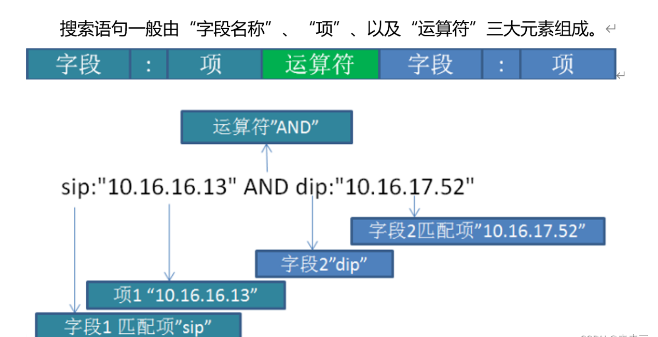 搜索语句一般由“字段名称”、“项”、以及“运算符”三大元素组成。
字段 : 项 运算符 字段 : 项
运算符”AND”
sip:"10.16.16.13" AND dip:"10.16.17.52"
字段2匹配项”10.16.17.52”
字段2”dip”
项1 “10.16.16.13”
字段1 匹配项”sip”